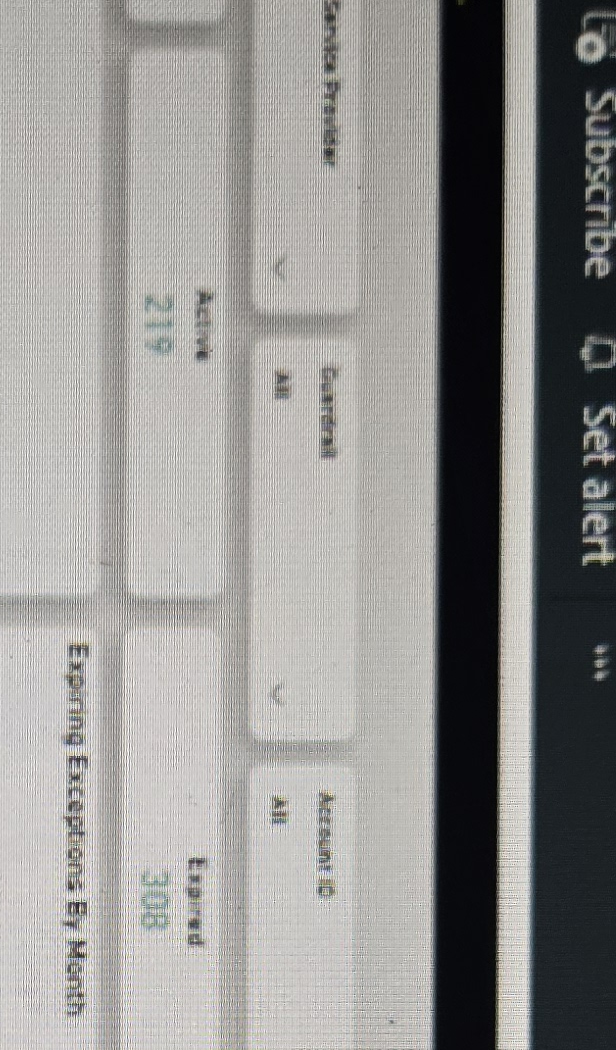 Subscribe Set alert ...
Service Provider
Guardrail
All
Account ID
All
Active
219
Expired
308
Expiring Exceptions By Month